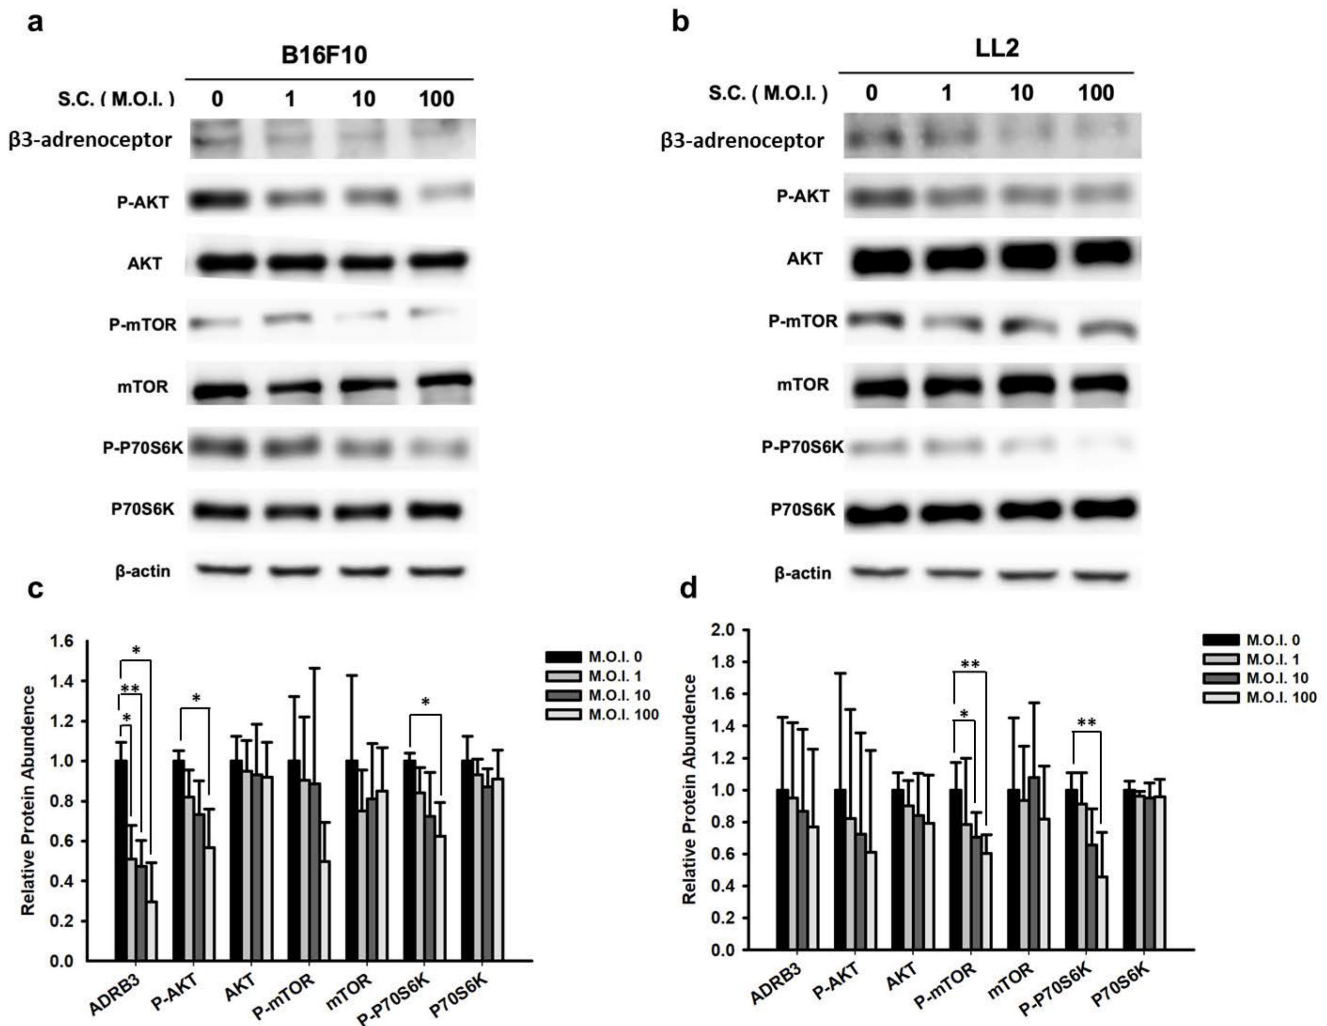 a
B16F10
S.C. ( M.O.I. ) 0 1 10 100
β3-adrenoceptor
P-AKT
AKT
P-mTOR
mTOR
P-P70S6K
P70S6K
β-actin
b
LL2
S.C. ( M.O.I. ) 0 1 10 100
β3-adrenoceptor
P-AKT
AKT
P-mTOR
mTOR
P-P70S6K
P70S6K
β-actin
c
Relative Protein Abundance
1.6
1.4
1.2
1.0
0.8
0.6
0.4
0.2
0.0
*
**
*
*
*
M.O.I. 0
M.O.I. 1
M.O.I. 10
M.O.I. 100
ADRB3 P-AKT AKT P-mTOR mTOR P-P70S6K P70S6K
d
Relative Protein Abundance
2.0
1.8
1.6
1.4
1.2
1.0
0.8
0.6
0.4
0.2
0.0
**
*
**
M.O.I. 0
M.O.I. 1
M.O.I. 10
M.O.I. 100
ADRB3 P-AKT AKT P-mTOR mTOR P-P70S6K P70S6K